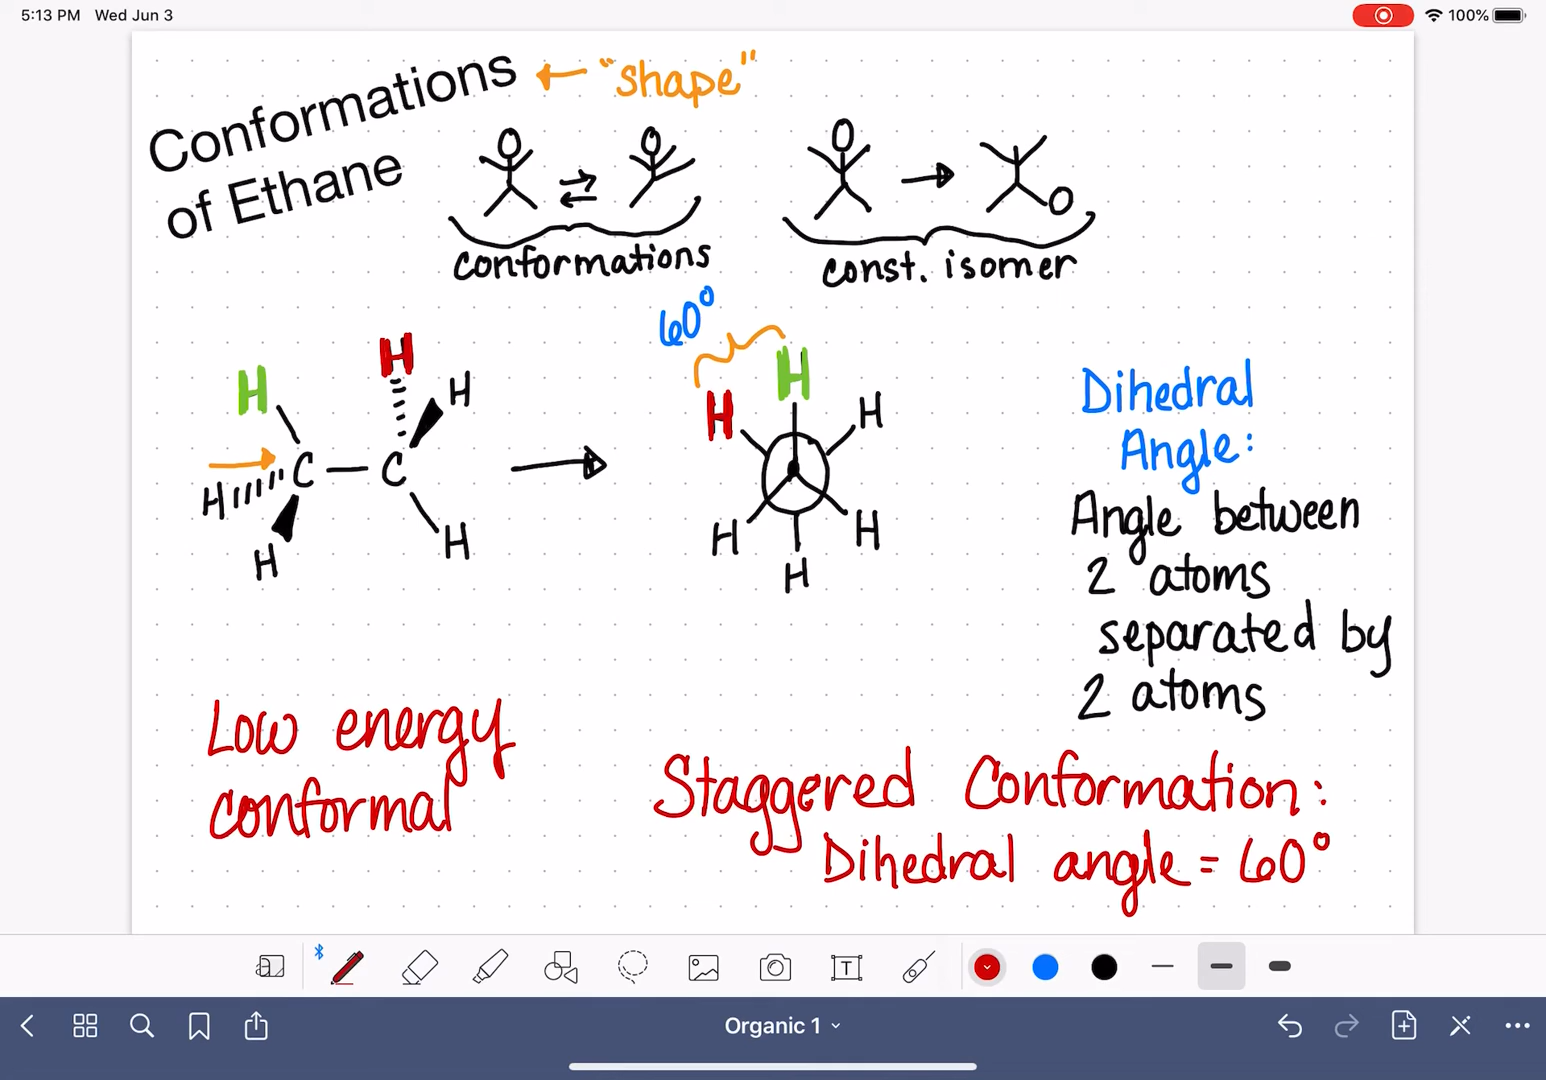 5:13 PM Wed Jun 3
100%
Conformations
of Ethane
"shape"
conformations
const. isomer
60°
H
H
H
C — C
H
H
H
H
H
H
H
H
H
Dihedral
Angle:
Angle between
2 atoms
separated by
2 atoms
Low energy
conformal
Staggered Conformation:
Dihedral angle = 60°
T
Organic 1